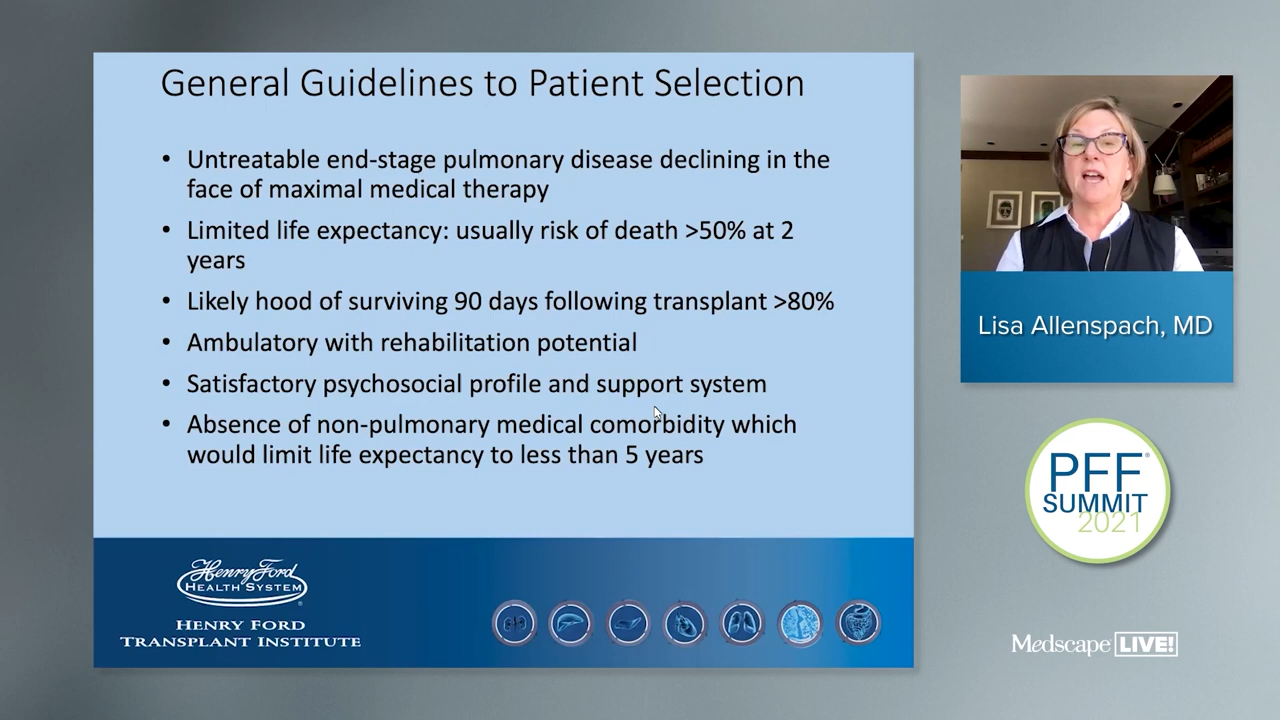 General Guidelines to Patient Selection
• Untreatable end-stage pulmonary disease declining in the
face of maximal medical therapy
• Limited life expectancy: usually risk of death >50% at 2
years
• Likely hood of surviving 90 days following transplant >80%
• Ambulatory with rehabilitation potential
• Satisfactory psychosocial profile and support system
• Absence of non-pulmonary medical comorbidity which
would limit life expectancy to less than 5 years
Henry Ford
HEALTH SYSTEM®
HENRY FORD
TRANSPLANT INSTITUTE
Lisa Allenspach, MD
PFF®
SUMMIT
2021
Medscape LIVE!